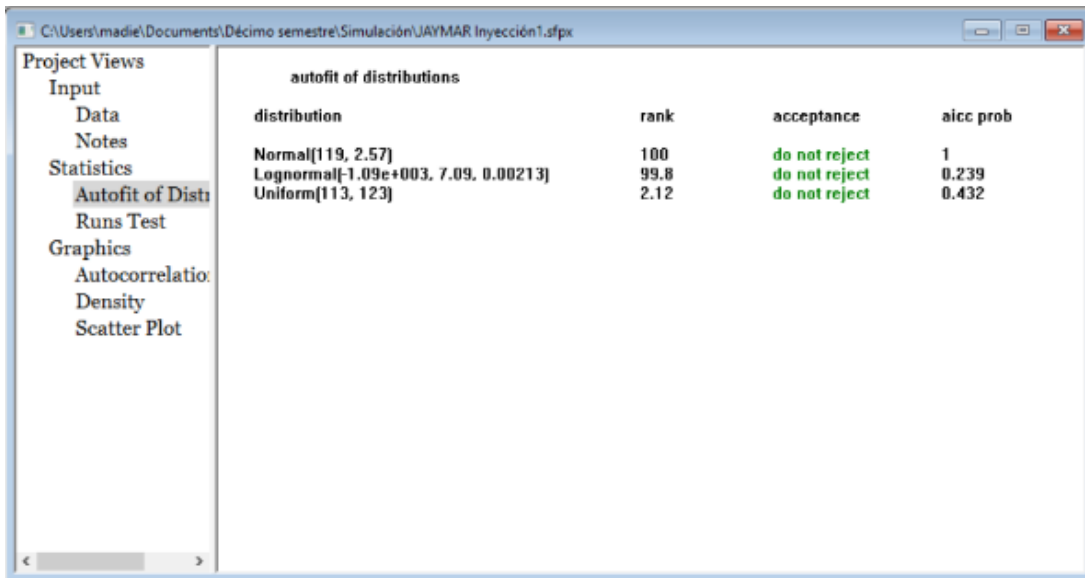 C:\Users\madie\Documents\Décimo semestre\Simulación\JAYMAR Inyección1.sfpx
Project Views
Input
Data
Notes
Statistics
Autofit of Distr
Runs Test
Graphics
Autocorrelatio
Density
Scatter Plot
autofit of distributions
distribution rank acceptance aicc prob
Normal(119, 2.57) 100 do not reject 1
Lognormal(-1.09e+003, 7.09, 0.00213) 99.8 do not reject 0.239
Uniform(113, 123) 2.12 do not reject 0.432